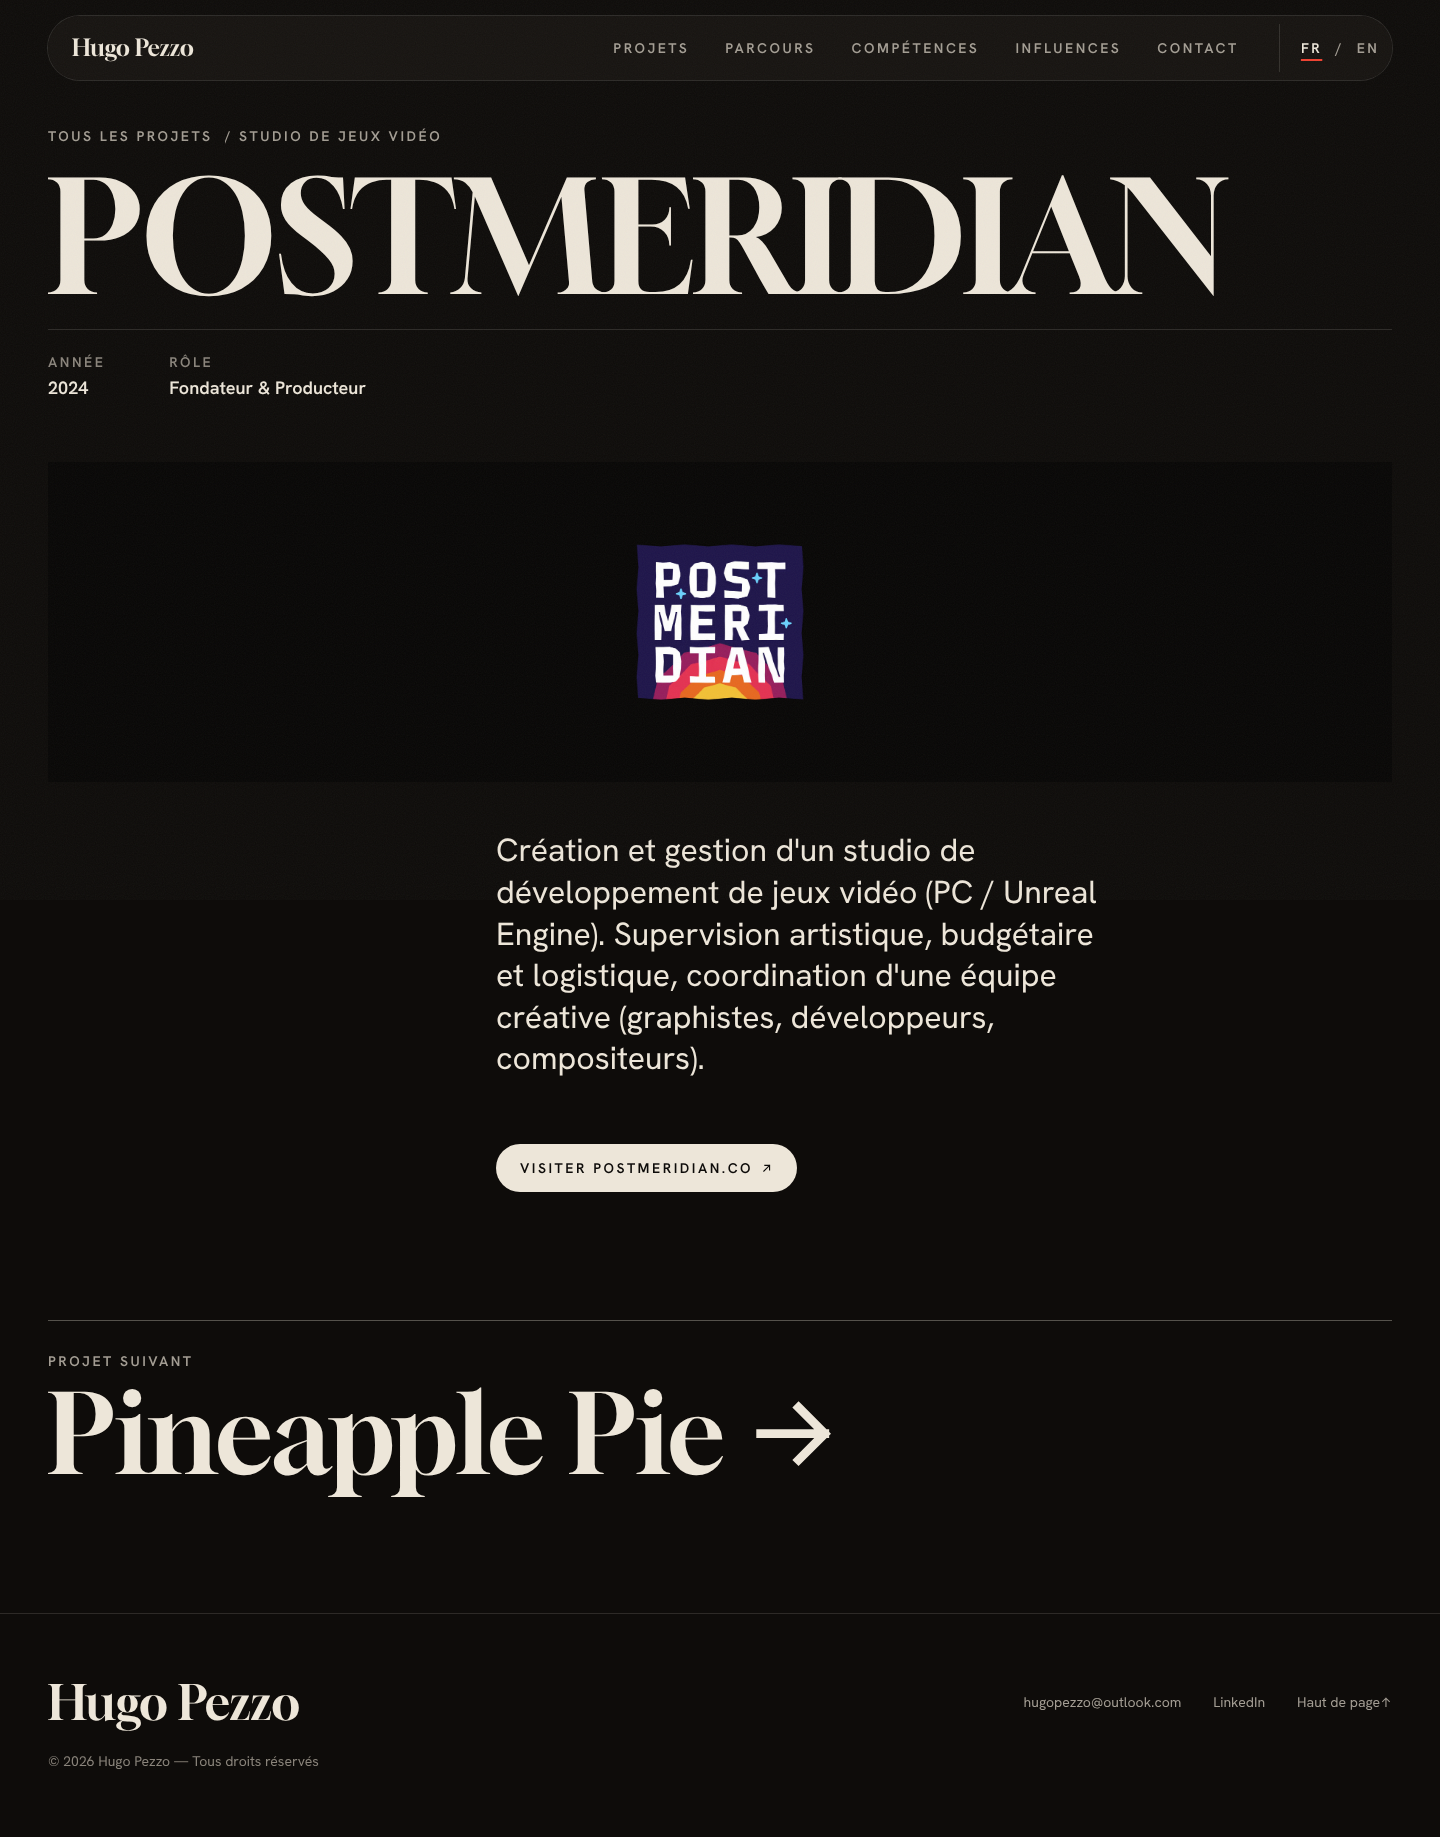 Hugo Pezzo
PROJETS
PARCOURS
COMPÉTENCES
INFLUENCES
CONTACT
FR / EN
TOUS LES PROJETS / STUDIO DE JEUX VIDÉO
POSTMERIDIAN
ANNÉE
2024
RÔLE
Fondateur & Producteur
POST
MERI
DIAN
Création et gestion d'un studio de
développement de jeux vidéo (PC / Unreal
Engine). Supervision artistique, budgétaire
et logistique, coordination d'une équipe
créative (graphistes, développeurs,
compositeurs).
VISITER POSTMERIDIAN.CO ↗
PROJET SUIVANT
Pineapple Pie →
Hugo Pezzo
hugopezzo@outlook.com
LinkedIn
Haut de page↑
© 2026 Hugo Pezzo — Tous droits réservés